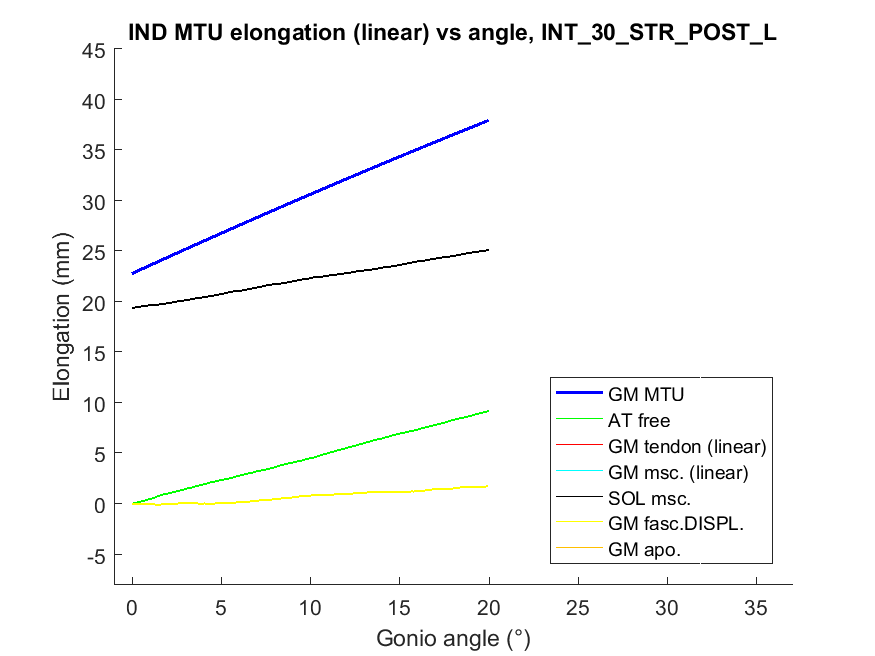 IND MTU elongation (linear) vs angle, INT_30_STR_POST_L
45
40
35
30
25
20
15
10
5
0
-5
Elongation (mm)
GM MTU
AT free
GM tendon (linear)
GM msc. (linear)
SOL msc.
GM fasc.DISPL.
GM apo.
0 5 10 15 20 25 30 35
Gonio angle (°)